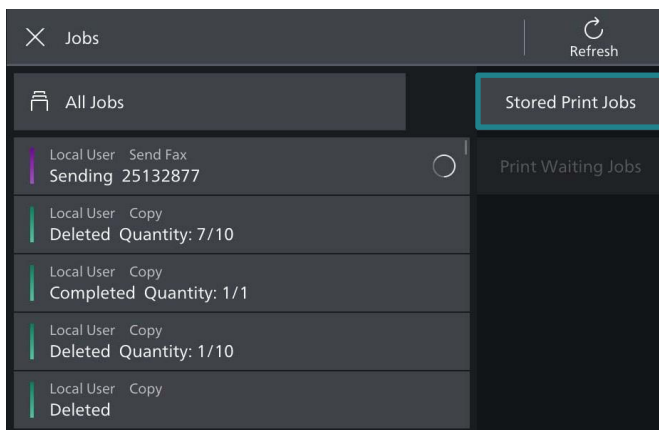 Jobs
Refresh
All Jobs
Stored Print Jobs
Local User Send Fax
Sending 25132877
Print Waiting Jobs
Local User Copy
Deleted Quantity: 7/10
Local User Copy
Completed Quantity: 1/1
Local User Copy
Deleted Quantity: 1/10
Local User Copy
Deleted